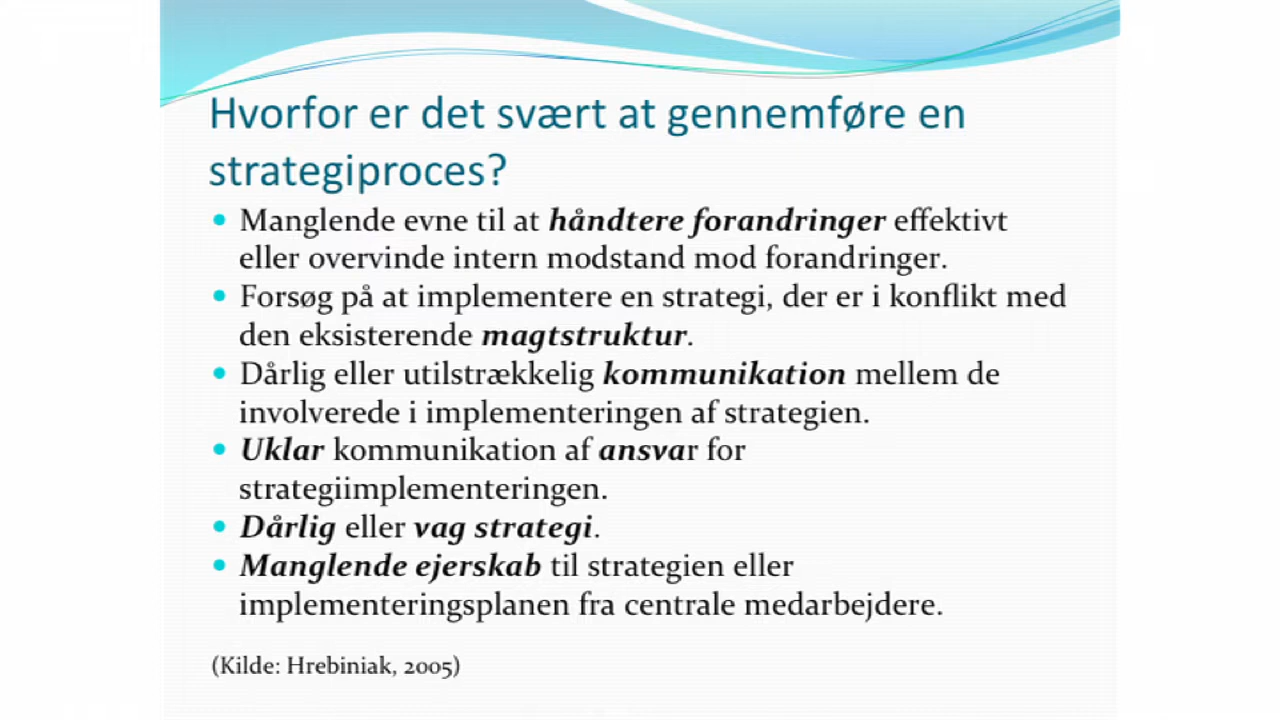 Hvorfor er det svært at gennemføre en
strategiproces?
• Manglende evne til at håndtere forandringer effektivt
eller overvinde intern modstand mod forandringer.
• Forsøg på at implementere en strategi, der er i konflikt med
den eksisterende magtstruktur.
• Dårlig eller utilstrækkelig kommunikation mellem de
involverede i implementeringen af strategien.
• Uklar kommunikation af ansvar for
strategiimplementeringen.
• Dårlig eller vag strategi.
• Manglende ejerskab til strategien eller
implementeringsplanen fra centrale medarbejdere.
(Kilde: Hrebiniak, 2005)